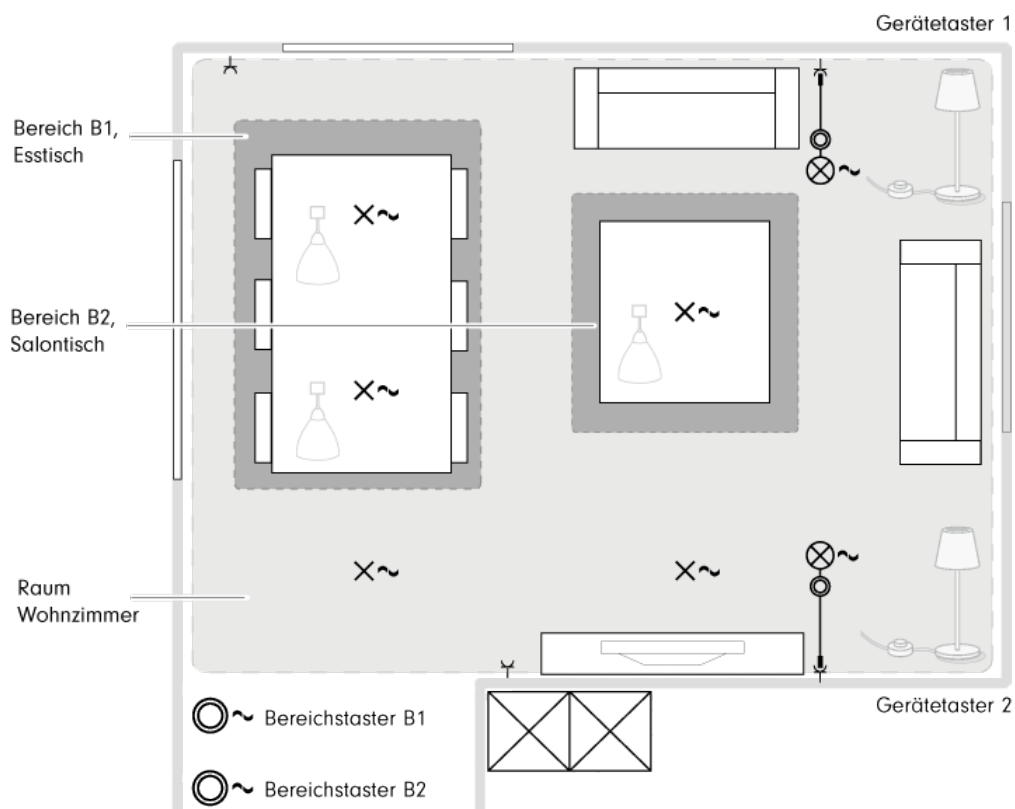 Gerätetaster 1
Bereich B1,
Esstisch
Bereich B2,
Salontisch
Raum
Wohnzimmer
Gerätetaster 2
Bereichstaster B1
Bereichstaster B2